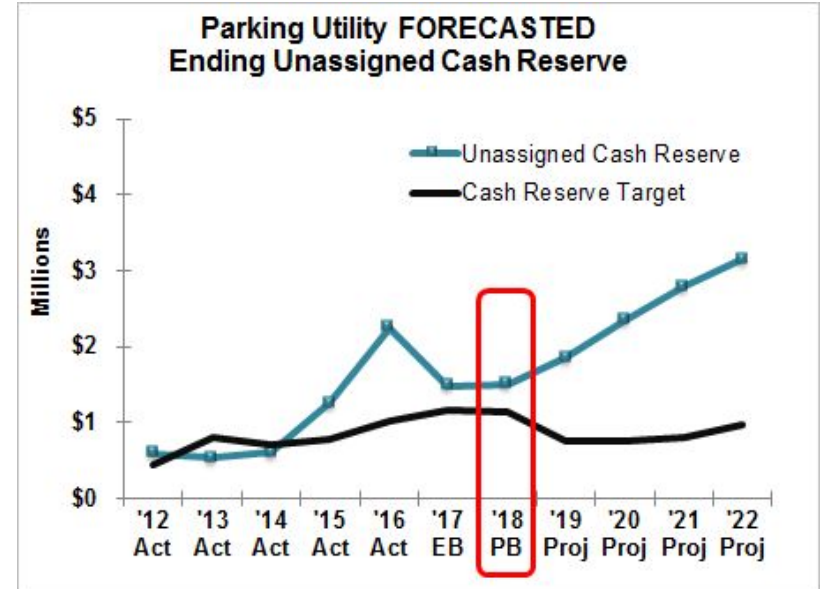 Parking Utility FORECASTED
Ending Unassigned Cash Reserve
$5
Unassigned Cash Reserve
$4
Cash Reserve Target
Millions
$3
$2
$1
$0
'12 '13 '14 '15 '16 '17 '18 '19 '20 '21 '22
Act Act Act Act Act EB PB Proj Proj Proj Proj